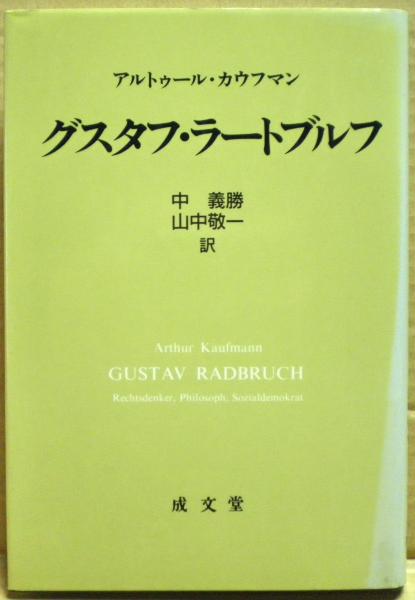 アルトゥール・カウフマン
グスタフ・ラートブルフ
中 義勝
山中敬一
訳
Arthur Kaufmann
GUSTAV RADBRUCH
Rechtsdenker, Philosoph, Sozialdemokrat
成文堂